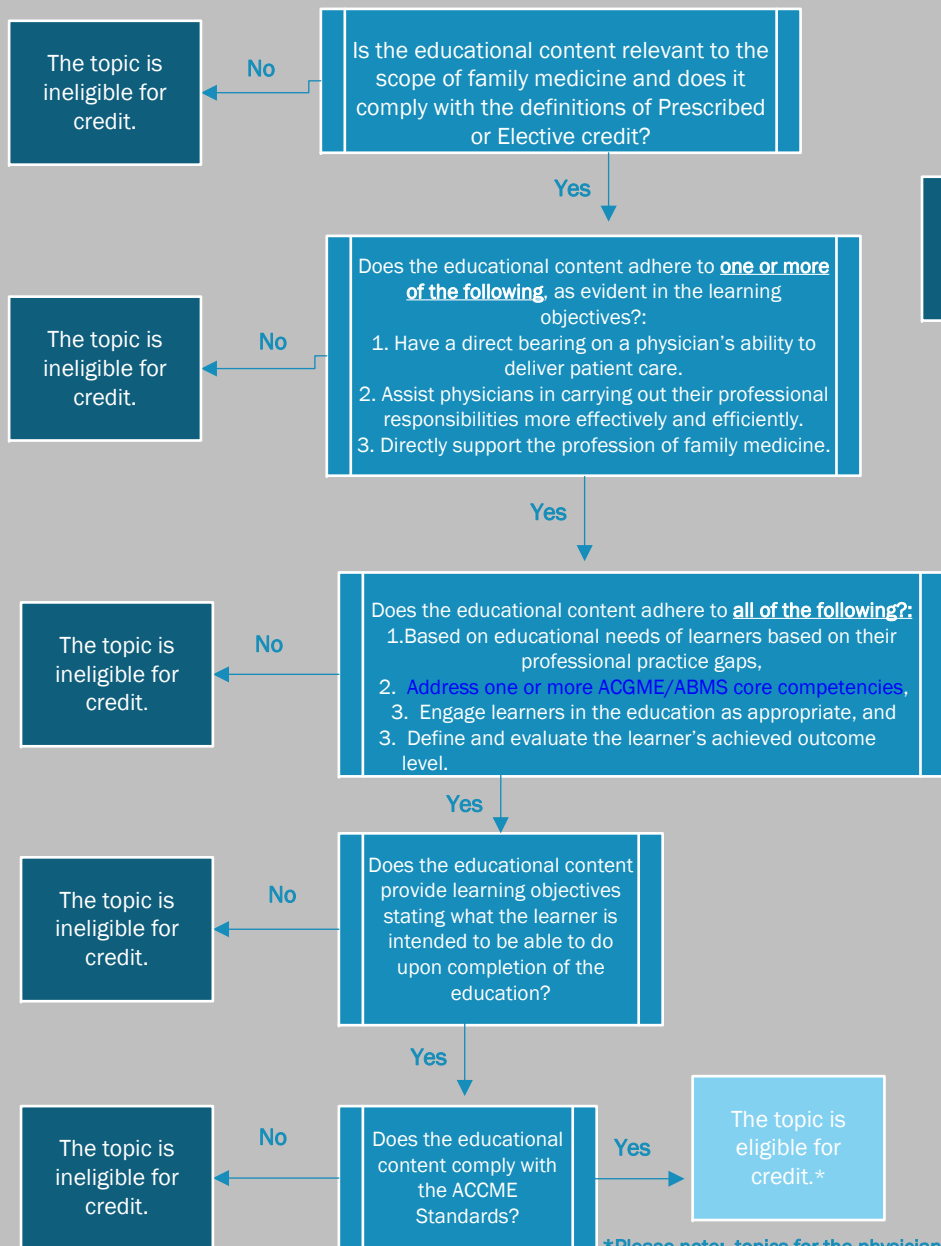 The topic is
ineligible for
credit.
No
Is the educational content relevant to the
scope of family medicine and does it
comply with the definitions of Prescribed
or Elective credit?
Yes
The topic is
ineligible for
credit.
No
Does the educational content adhere to one or more
of the following, as evident in the learning
objectives?:
1. Have a direct bearing on a physician’s ability to
deliver patient care.
2. Assist physicians in carrying out their professional
responsibilities more effectively and efficiently.
3. Directly support the profession of family medicine.
Yes
The topic is
ineligible for
credit.
No
Does the educational content adhere to all of the following?:
1.Based on educational needs of learners based on their
professional practice gaps,
2. Address one or more ACGME/ABMS core competencies,
3. Engage learners in the education as appropriate, and
3. Define and evaluate the learner’s achieved outcome
level.
Yes
The topic is
ineligible for
credit.
No
Does the educational content
provide learning objectives
stating what the learner is
intended to be able to do
upon completion of the
education?
Yes
The topic is
ineligible for
credit.
No
Does the educational
content comply with
the ACCME
Standards?
Yes
The topic is
eligible for
credit.*
*Please note: topics for the physician